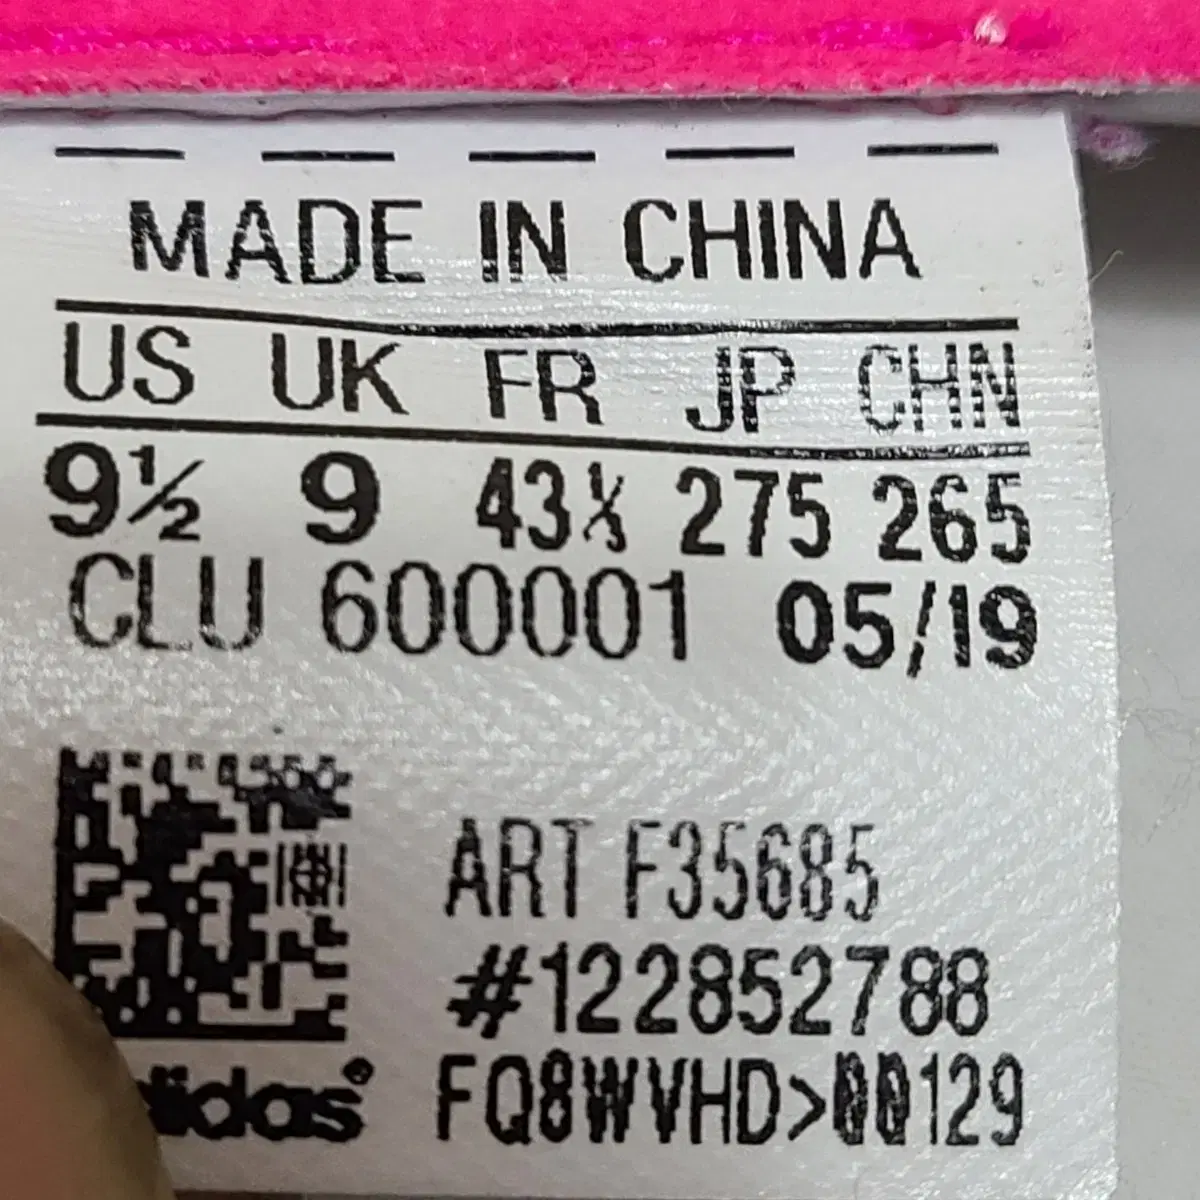 MADE IN CHINA
US UK FR JP CHN
9½ 9 43⅓ 275 265
CLU 600001 05/19
ART F35685
#122852788
adidas® FQ8WVHD>00129